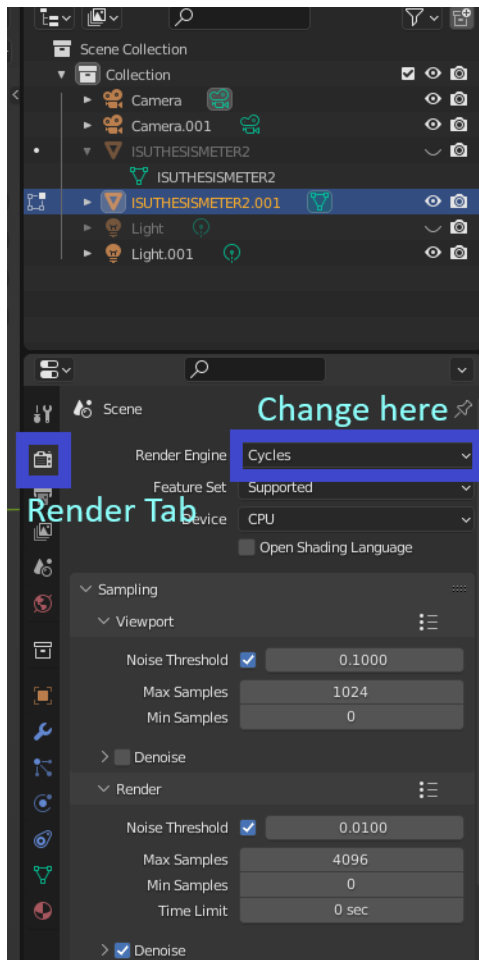 Scene Collection
Collection
Camera
Camera.001
ISUTHESISMETER2
ISUTHESISMETER2
ISUTHESISMETER2.001
Light
Light.001
Scene
Change here
Render Engine Cycles
Feature Set Supported
Render Tab
Device CPU
Open Shading Language
Sampling
Viewport
Noise Threshold 0.1000
Max Samples 1024
Min Samples 0
Denoise
Render
Noise Threshold 0.0100
Max Samples 4096
Min Samples 0
Time Limit 0 sec
Denoise